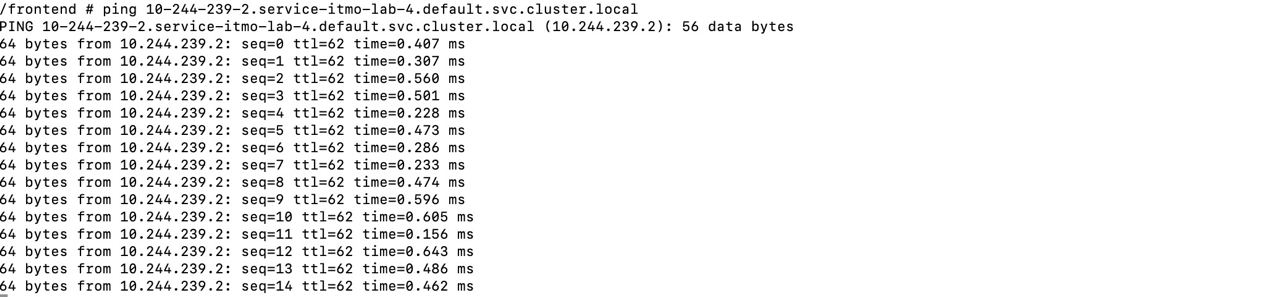 /frontend # ping 10-244-239-2.service-itmo-lab-4.default.svc.cluster.local
PING 10-244-239-2.service-itmo-lab-4.default.svc.cluster.local (10.244.239.2): 56 data bytes
64 bytes from 10.244.239.2: seq=0 ttl=62 time=0.407 ms
64 bytes from 10.244.239.2: seq=1 ttl=62 time=0.307 ms
64 bytes from 10.244.239.2: seq=2 ttl=62 time=0.560 ms
64 bytes from 10.244.239.2: seq=3 ttl=62 time=0.501 ms
64 bytes from 10.244.239.2: seq=4 ttl=62 time=0.228 ms
64 bytes from 10.244.239.2: seq=5 ttl=62 time=0.473 ms
64 bytes from 10.244.239.2: seq=6 ttl=62 time=0.286 ms
64 bytes from 10.244.239.2: seq=7 ttl=62 time=0.233 ms
64 bytes from 10.244.239.2: seq=8 ttl=62 time=0.474 ms
64 bytes from 10.244.239.2: seq=9 ttl=62 time=0.596 ms
64 bytes from 10.244.239.2: seq=10 ttl=62 time=0.605 ms
64 bytes from 10.244.239.2: seq=11 ttl=62 time=0.156 ms
64 bytes from 10.244.239.2: seq=12 ttl=62 time=0.643 ms
64 bytes from 10.244.239.2: seq=13 ttl=62 time=0.486 ms
64 bytes from 10.244.239.2: seq=14 ttl=62 time=0.462 ms